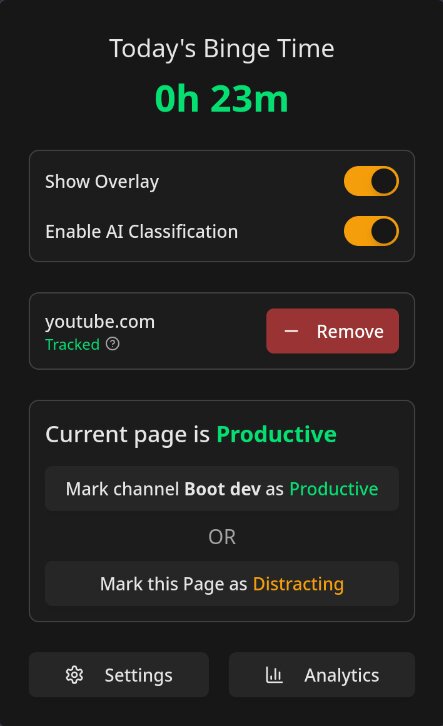 Today's Binge Time
0h 23m
Show Overlay
Enable AI Classification
youtube.com
Tracked
Remove
Current page is Productive
Mark channel Boot dev as Productive
OR
Mark this Page as Distracting
Settings
Analytics